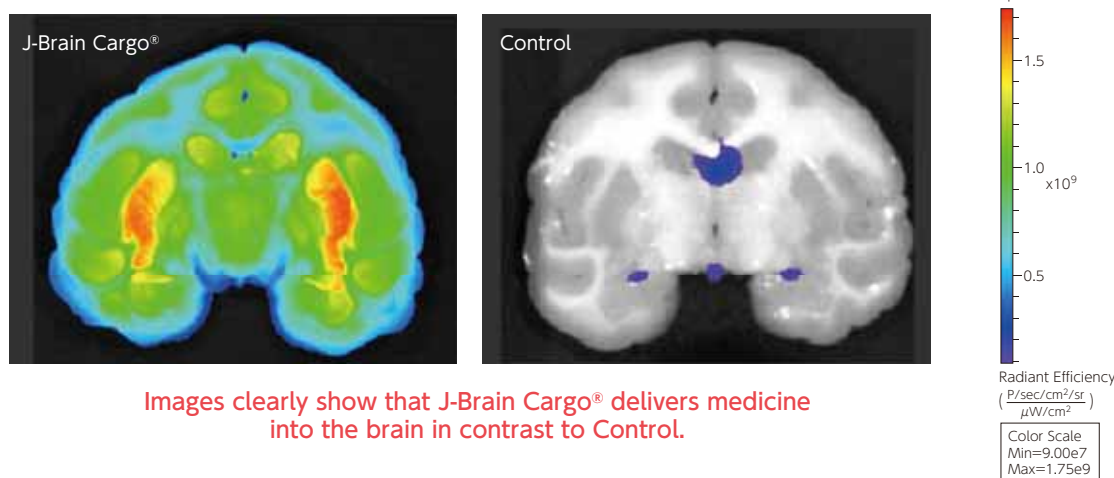 J-Brain Cargo®
Control
1.5
1.0
x10⁹
0.5
Images clearly show that J-Brain Cargo® delivers medicine
into the brain in contrast to Control.
Radiant Efficiency
( P/sec/cm²/sr )
μW/cm²
Color Scale
Min=9.00e7
Max=1.75e9